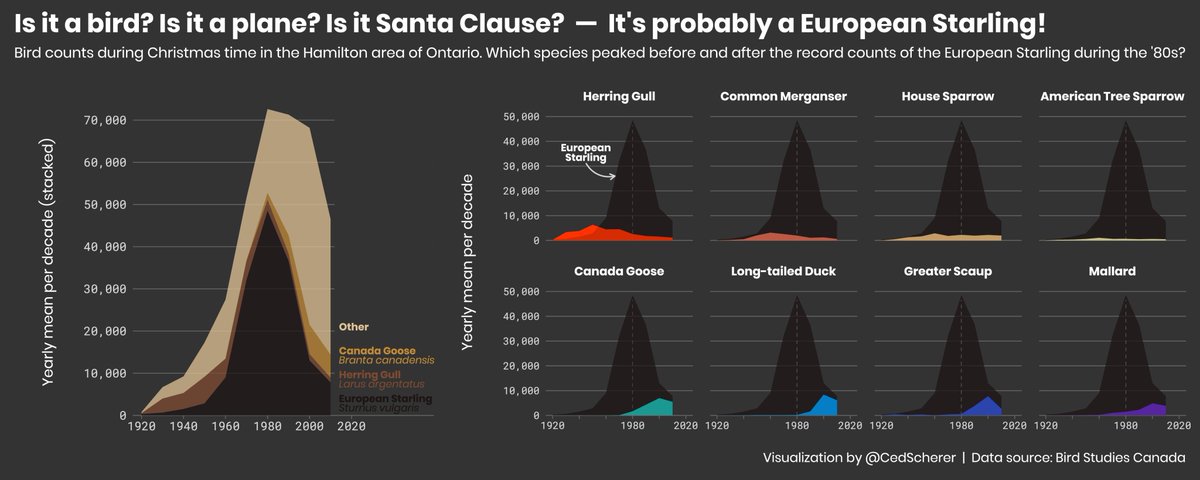 Is it a bird? Is it a plane? Is it Santa Clause? — It's probably a European Starling!
Bird counts during Christmas time in the Hamilton area of Ontario. Which species peaked before and after the record counts of the European Starling during the '80s?
Yearly mean per decade (stacked)
70,000
60,000
50,000
40,000
30,000
20,000
10,000
0
1920 1940 1960 1980 2000 2020
Other
Canada Goose
Branta canadensis
Herring Gull
Larus argentatus
European Starling
Sturnus vulgaris
Yearly mean per decade
Herring Gull
Common Merganser
House Sparrow
American Tree Sparrow
50,000
40,000
30,000
20,000
10,000
0
European
Starling
Canada Goose
Long-tailed Duck
Greater Scaup
Mallard
50,000
40,000
30,000
20,000
10,000
0
1920 1980 2020
1920 1980 2020
1920 1980 2020
1920 1980 2020
Visualization by @CedScherer | Data source: Bird Studies Canada